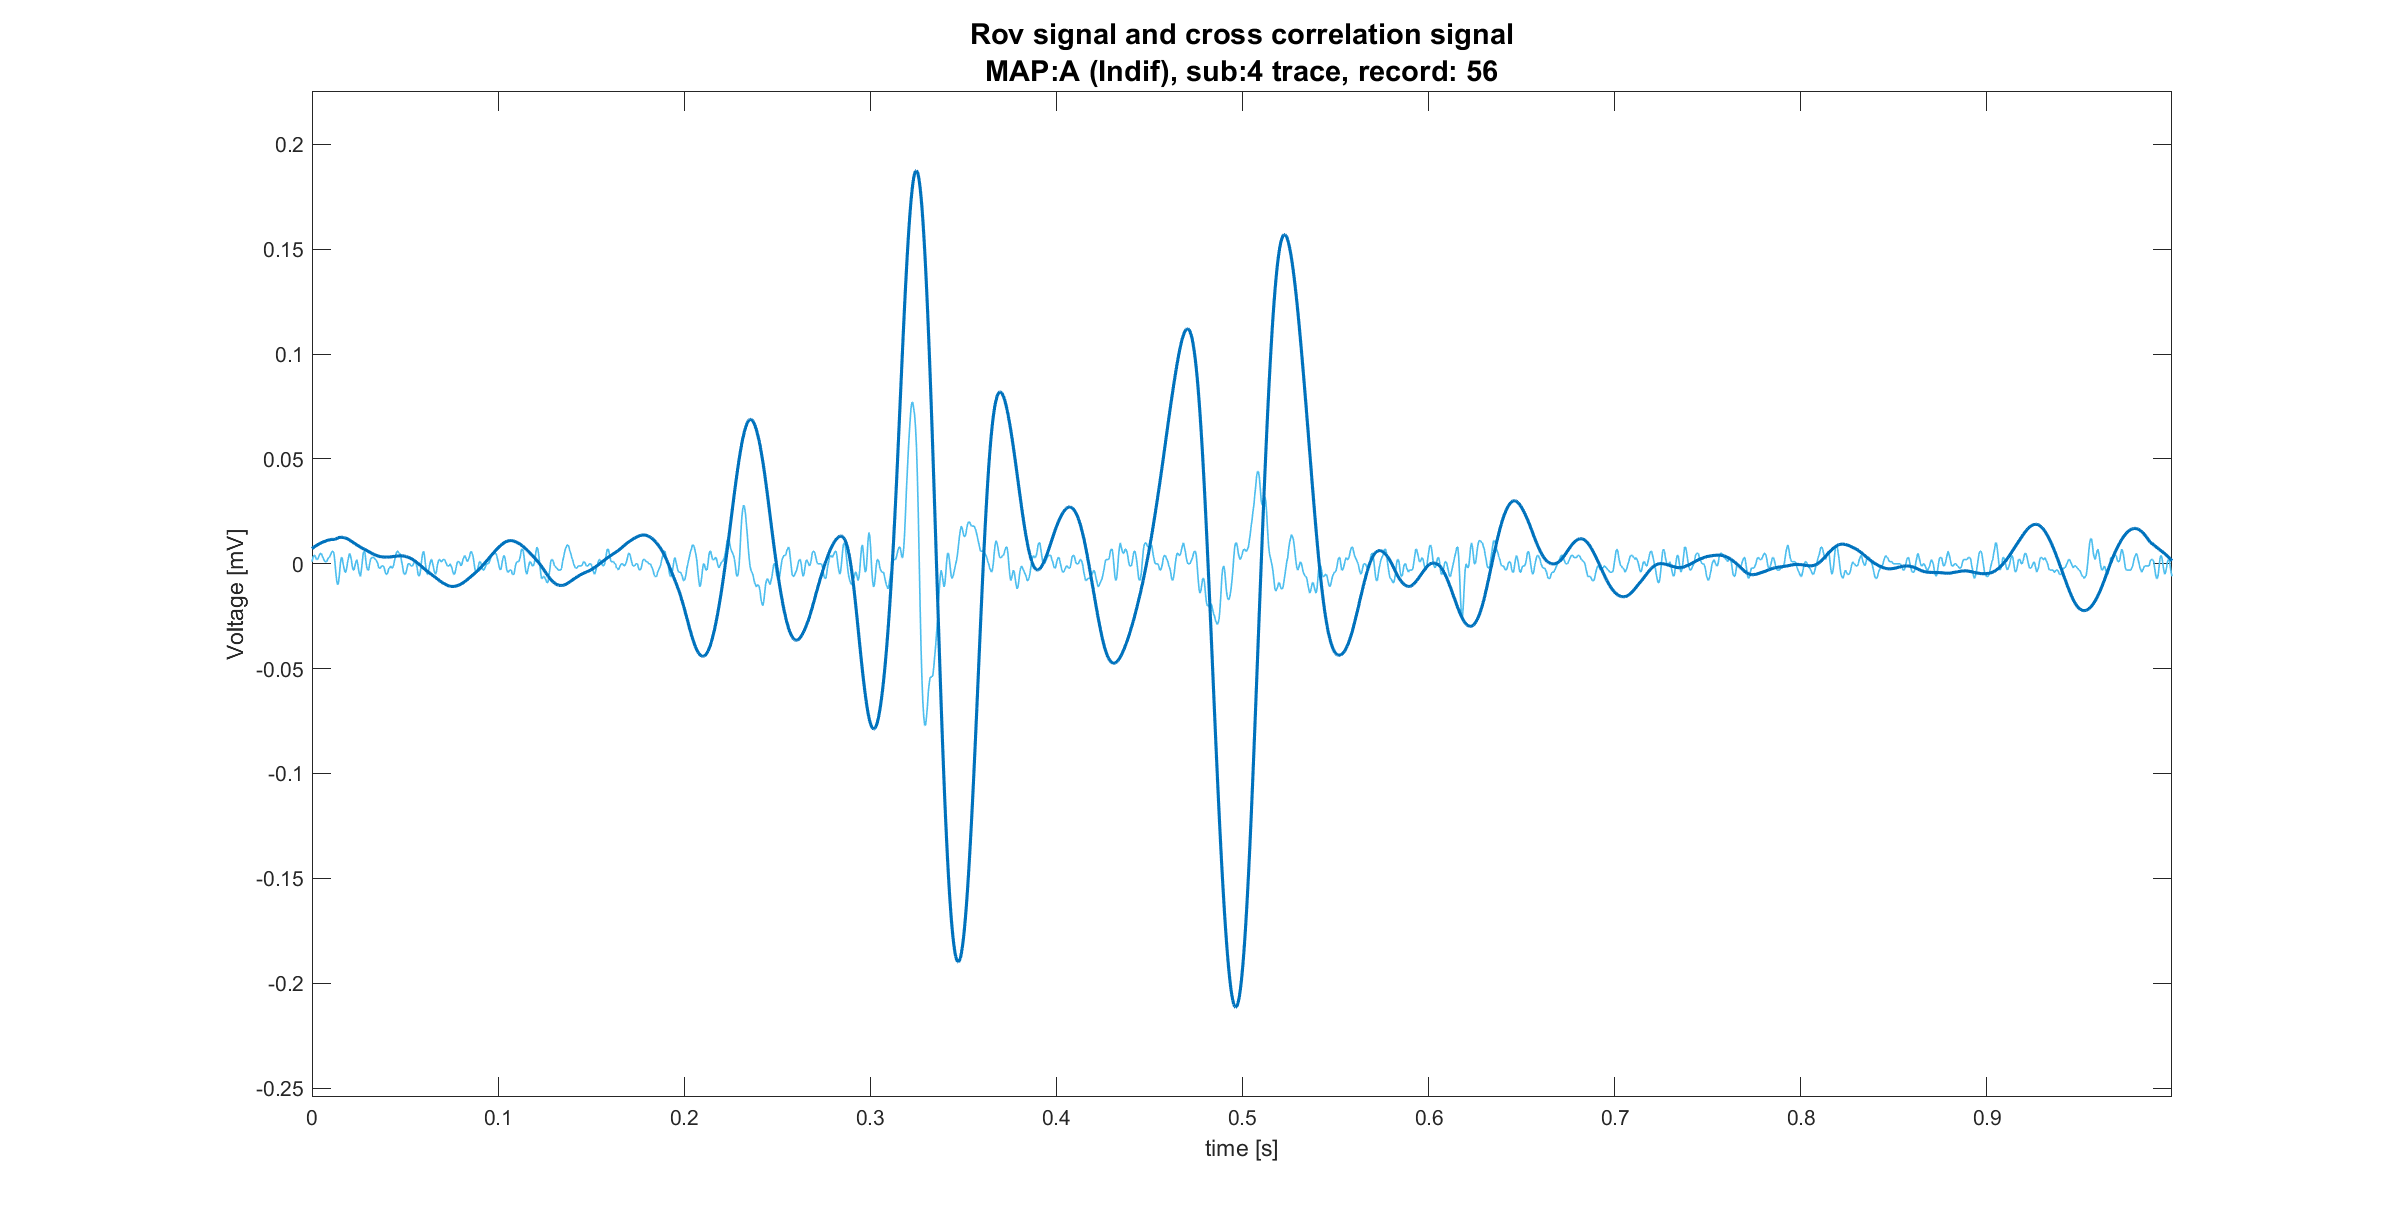 Rov signal and cross correlation signal
MAP:A (Indif), sub:4 trace, record: 56
0.2
0.15
0.1
0.05
0
-0.05
-0.1
-0.15
-0.2
-0.25
Voltage [mV]
0 0.1 0.2 0.3 0.4 0.5 0.6 0.7 0.8 0.9
time [s]